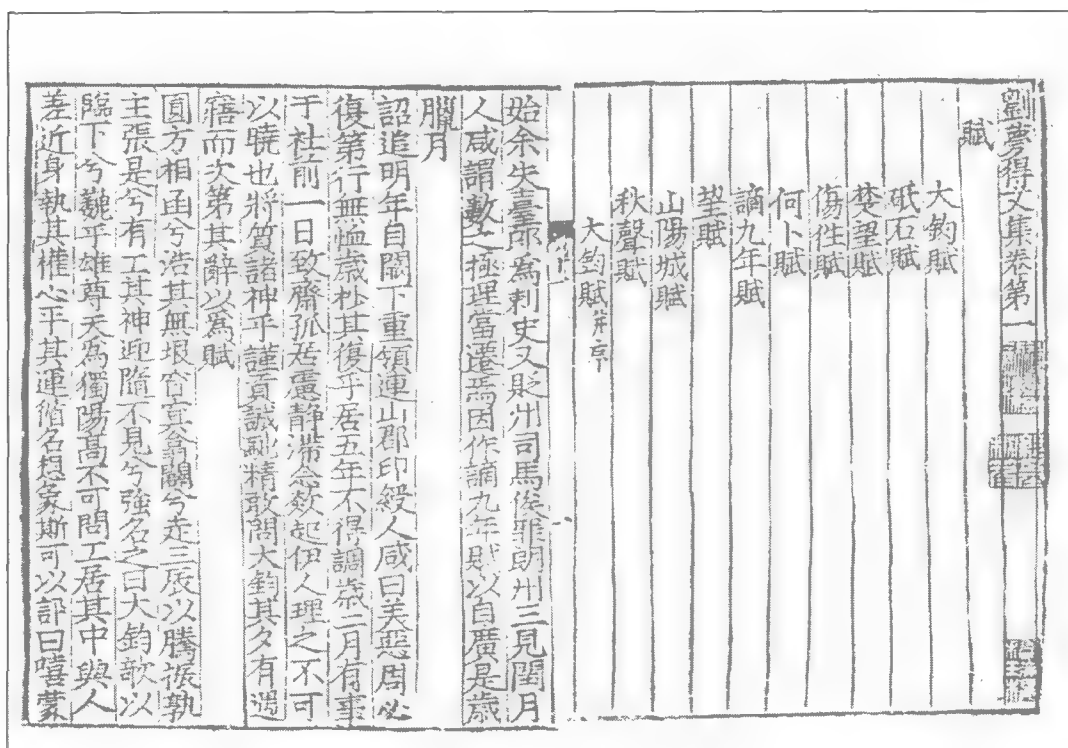 劉夢得文集卷第一
賦
大鈞賦
砥石賦
楚望賦
傷往賦
何卜賦
謫九年賦
望賦
山陽城賦
秋聲賦
大鈞賦并序
始余失臺郎爲刺史又貶州司馬俟罪朗州三見閏月
人咸謂數之極理當遷焉因作謫九年賦以自廣是歲
臘月
詔追明年自闕下重領連山郡印綬人咸曰美惡周必
復第行無恤歲杪其復乎居五年不得調歲二月有事
于社前一日致齋孤居慮静滯念欻起伊人理之不可
以曉也將質諸神乎謹貢誠馳精敢問大鈞其夕有遇
寤而次第其辭以爲賦
圓方相函兮浩其無垠窅冥翕闢兮走三辰以騰振孰
主張是兮有工其神迎隨不見兮強名之曰大鈞歆以
臨下兮巍乎雄尊天爲獨陽高不可問工居其中與人
差近身執其權心平其運循名想象斯可以訴曰嘻蒙